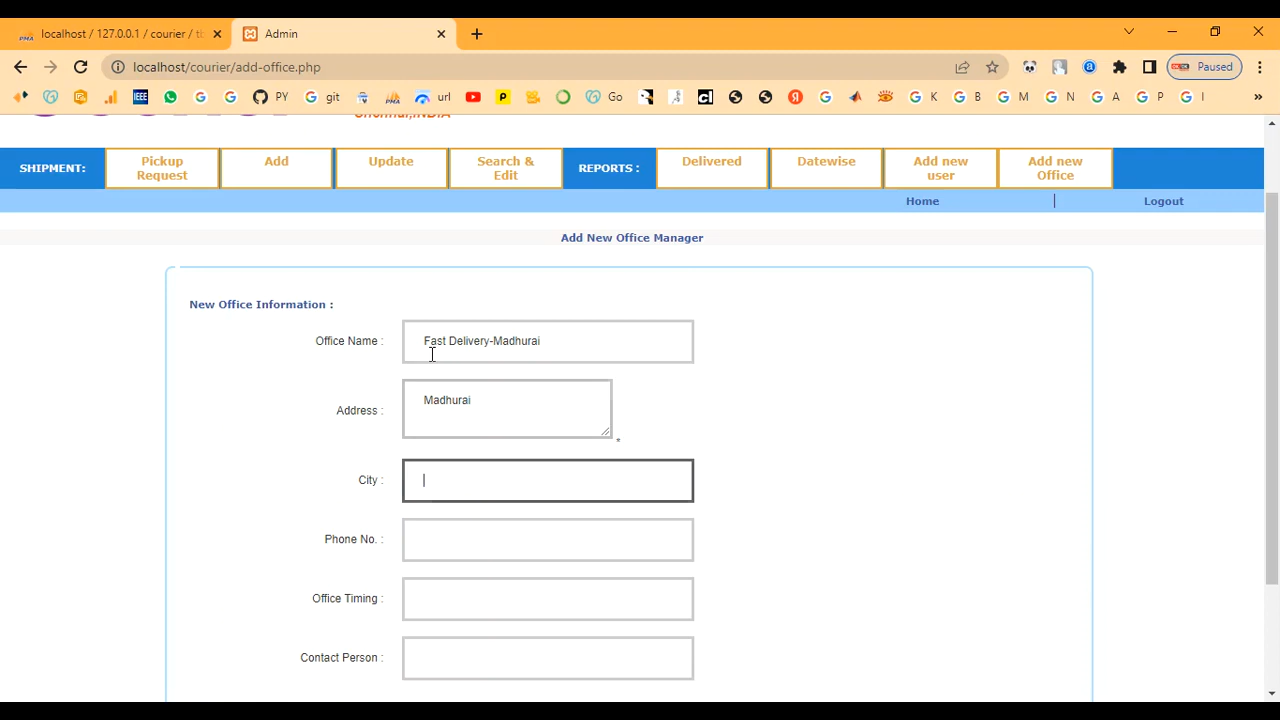 localhost / 127.0.0.1 / courier / tb
Admin
localhost/courier/add-office.php
Paused
IEEE
PY
git
url
Go
K
B
M
N
A
P
I
Chennai,INDIA
SHIPMENT:
Pickup
Request
Add
Update
Search &
Edit
REPORTS :
Delivered
Datewise
Add new
user
Add new
Office
Home
Logout
Add New Office Manager
New Office Information :
Office Name :
Fast Delivery-Madhurai
Address :
Madhurai
*
City :
Phone No. :
Office Timing :
Contact Person :